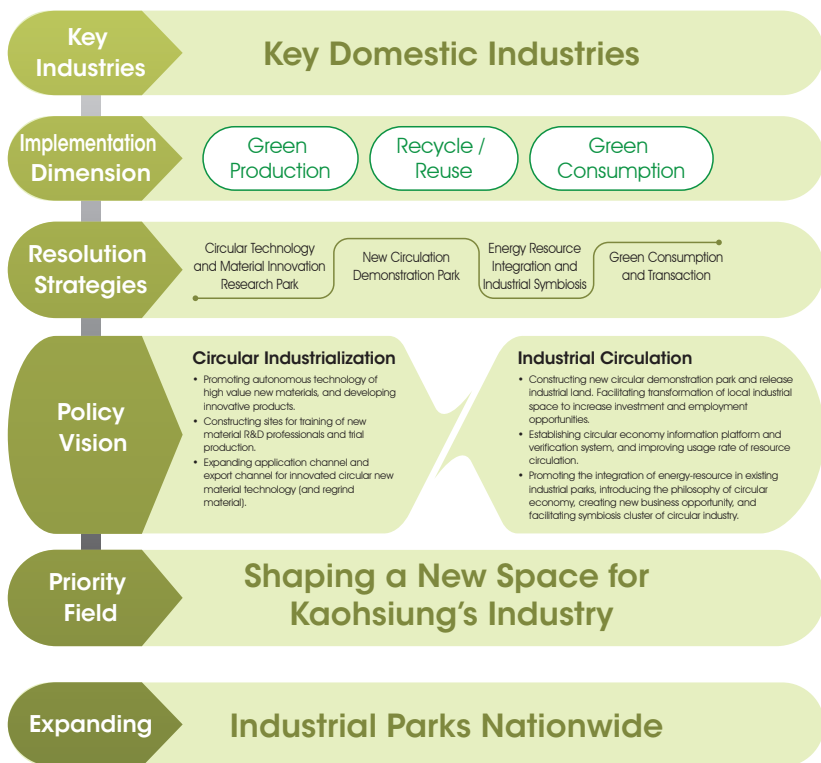 Key
Industries
Key Domestic Industries
Implementation
Dimension
Green
Production
Recycle /
Reuse
Green
Consumption
Resolution
Strategies
Circular Technology
and Material Innovation
Research Park
New Circulation
Demonstration Park
Energy Resource
Integration and
Industrial Symbiosis
Green Consumption
and Transaction
Policy
Vision
Circular Industrialization
• Promoting autonomous technology of
high value new materials, and developing
innovative products.
• Constructing sites for training of new
material R&D professionals and trial
production.
• Expanding application channel and
export channel for innovated circular new
material technology (and regrind
material).
Industrial Circulation
• Constructing new circular demonstration park and release
industrial land. Facilitating transformation of local industrial
space to increase investment and employment
opportunities.
• Establishing circular economy information platform and
verification system, and improving usage rate of resource
circulation.
• Promoting the integration of energy-resource in existing
industrial parks, introducing the philosophy of circular
economy, creating new business opportunity, and
facilitating symbiosis cluster of circular industry.
Priority
Field
Shaping a New Space for
Kaohsiung's Industry
Expanding
Industrial Parks Nationwide